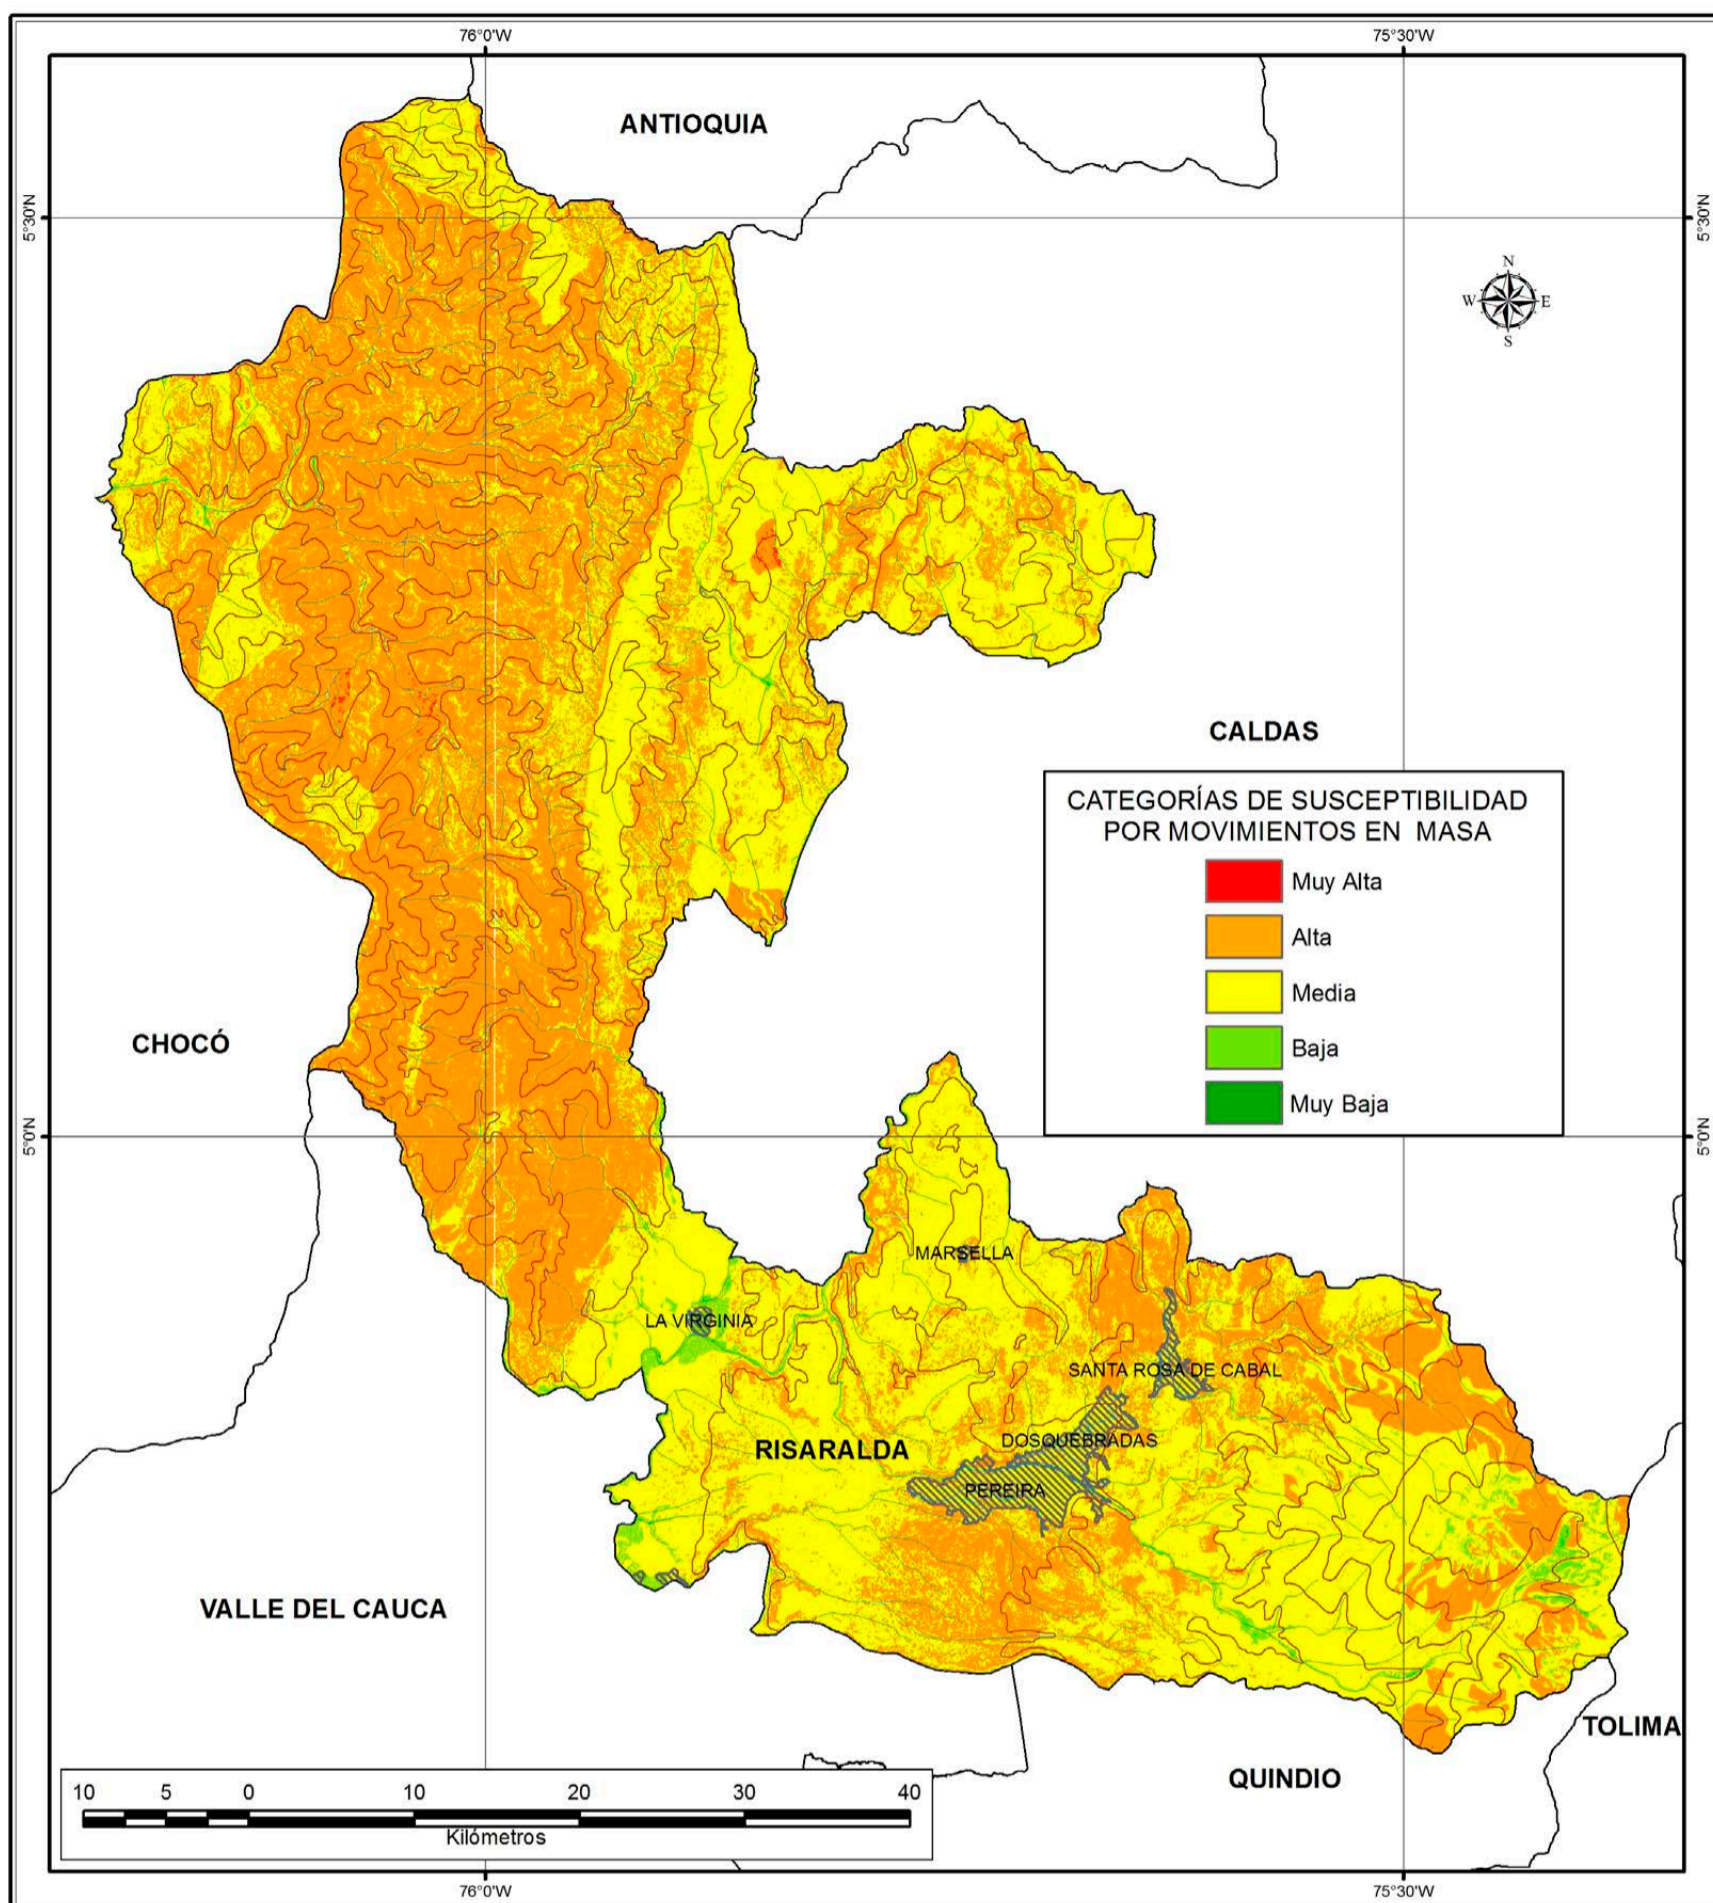 76°0'W
75°30'W
ANTIOQUIA
5°30'N
5°30'N
N
W
E
S
CALDAS
CATEGORÍAS DE SUSCEPTIBILIDAD
POR MOVIMIENTOS EN MASA
Muy Alta
Alta
Media
Baja
Muy Baja
CHOCÓ
5°0'N
5°0'N
MARSELLA
LA VIRGINIA
SANTA ROSA DE CABAL
DOSQUEBRADAS
RISARALDA
PEREIRA
VALLE DEL CAUCA
TOLIMA
QUINDIO
10 5 0 10 20 30 40
Kilómetros
76°0'W
75°30'W